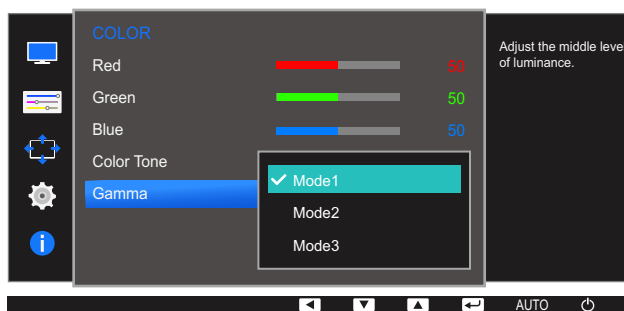 COLOR
Red 50
Green 50
Blue 50
Color Tone
Gamma
Mode1
Mode2
Mode3
Adjust the middle leve
of luminance.
AUTO